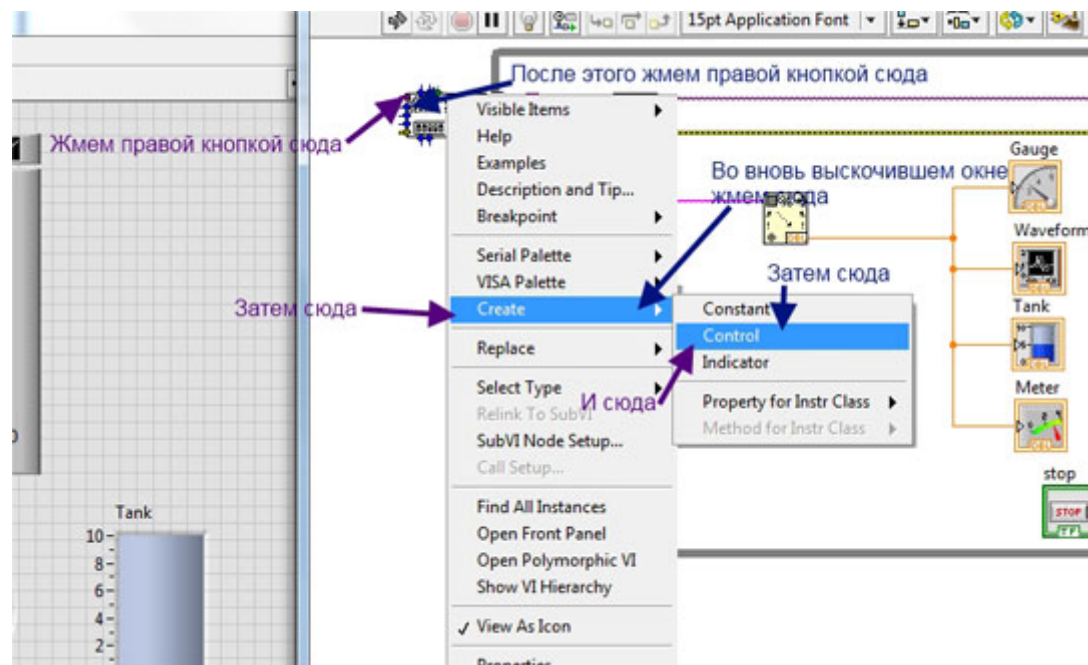 15pt Application Font
После этого жмем правой кнопкой сюда
Жмем правой кнопкой сюда
Visible Items
Help
Examples
Description and Tip...
Breakpoint
Serial Palette
VISA Palette
Create
Replace
Select Type
Relink To SubVI
SubVI Node Setup...
Call Setup...
Find All Instances
Open Front Panel
Open Polymorphic VI
Show VI Hierarchy
View As Icon
Properties
Затем сюда
Во вновь выскочившем окне
жмем сюда
Затем сюда
Constant
Control
Indicator
Property for Instr Class
Method for Instr Class
И сюда
Gauge
Waveform
Tank
Meter
stop
STOP
TF
Tank
10
8
6
4
2